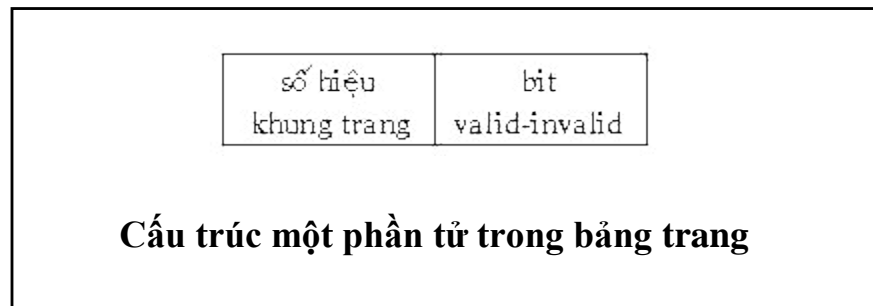 số hiệu
khung trang
bit
valid-invalid
Cấu trúc một phần tử trong bảng trang